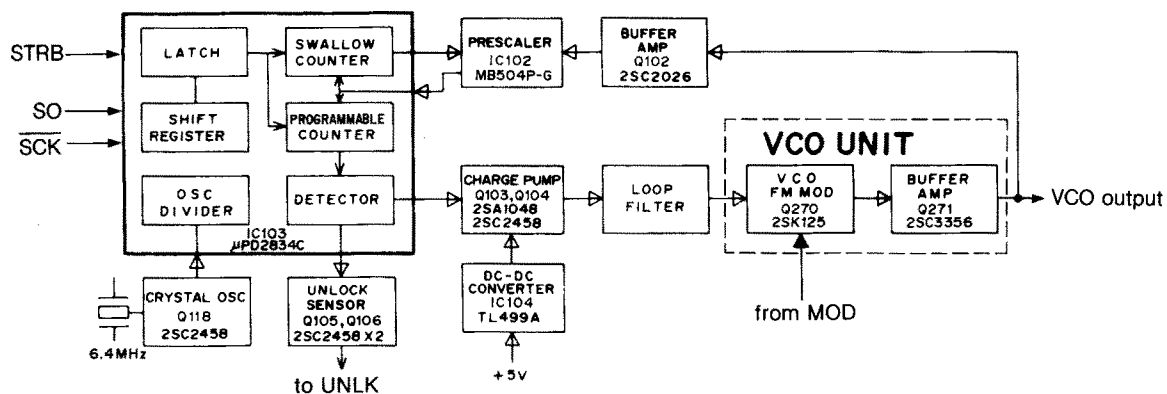 STRB
SO
SCK
LATCH
SHIFT
REGISTER
OSC
DIVIDER
SWALLOW
COUNTER
PROGRAMMABLE
COUNTER
DETECTOR
IC103
μPD2834C
PRESCALER
IC102
MB504P-G
BUFFER
AMP
Q102
2SC2026
CHARGE PUMP
Q103,Q104
2SA1048
2SC2458
LOOP
FILTER
VCO UNIT
VCO
FM MOD
Q270
2SK125
BUFFER
AMP
Q271
2SC3356
VCO output
from MOD
CRYSTAL OSC
Q118
2SC2458
6.4MHz
UNLOCK
SENSOR
Q105,Q106
2SC2458 X2
to UNLK
DC-DC
CONVERTER
IC104
TL499A
+5V